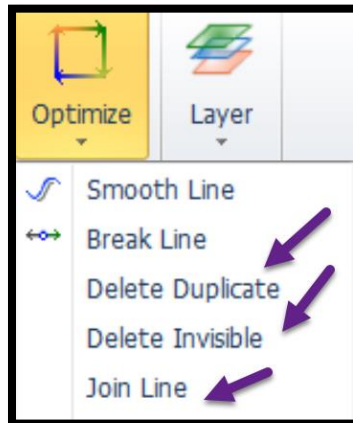 Optimize Layer
Smooth Line
Break Line
Delete Duplicate
Delete Invisible
Join Line